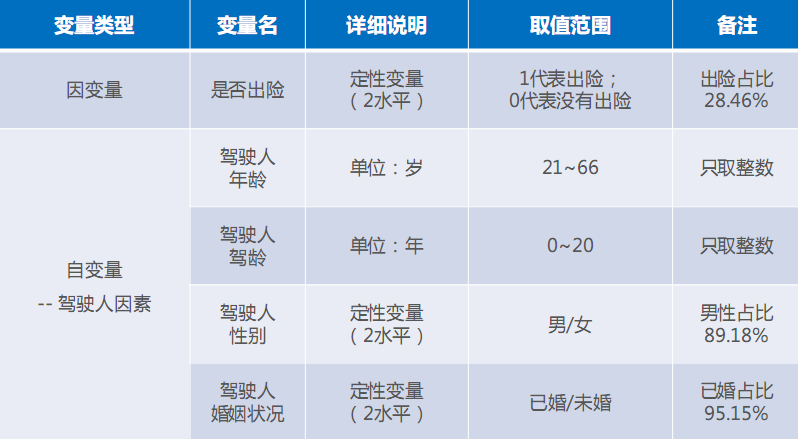 变量类型 变量名 详细说明 取值范围 备注
因变量 是否出险 定性变量 1代表出险； 出险占比
（2水平） 0代表没有出险 28.46%
驾驶人
年龄 单位：岁 21~66 只取整数
驾驶人
驾龄 单位：年 0~20 只取整数
自变量
-- 驾驶人因素
驾驶人 定性变量 男/女 男性占比
性别 （2水平） 89.18%
驾驶人 定性变量 已婚/未婚 已婚占比
婚姻状况 （2水平） 95.15%